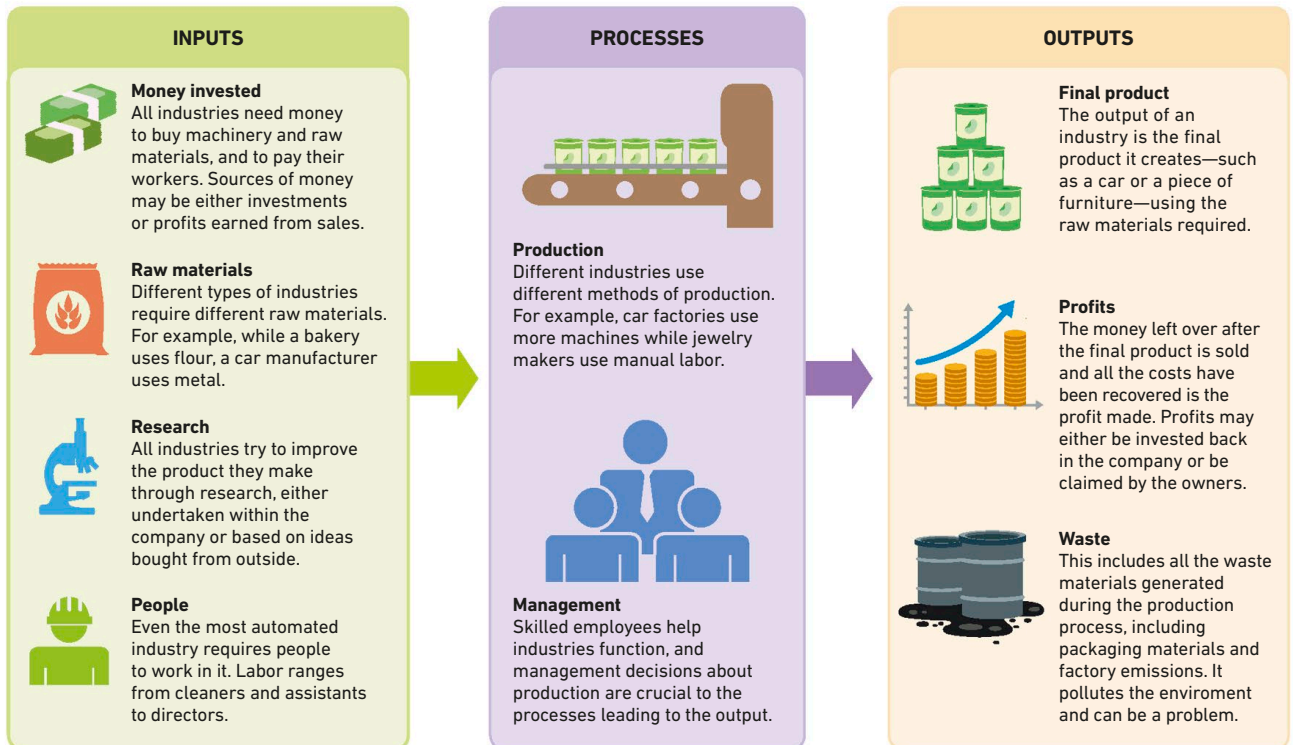 INPUTS
Money invested
All industries need money
to buy machinery and raw
materials, and to pay their
workers. Sources of money
may be either investments
or profits earned from sales.
Raw materials
Different types of industries
require different raw materials.
For example, while a bakery
uses flour, a car manufacturer
uses metal.
Research
All industries try to improve
the product they make
through research, either
undertaken within the
company or based on ideas
bought from outside.
People
Even the most automated
industry requires people
to work in it. Labor ranges
from cleaners and assistants
to directors.
PROCESSES
Production
Different industries use
different methods of production.
For example, car factories use
more machines while jewelry
makers use manual labor.
Management
Skilled employees help
industries function, and
management decisions about
production are crucial to the
processes leading to the output.
OUTPUTS
Final product
The output of an
industry is the final
product it creates—such
as a car or a piece of
furniture—using the
raw materials required.
Profits
The money left over after
the final product is sold
and all the costs have
been recovered is the
profit made. Profits may
either be invested back
in the company or be
claimed by the owners.
Waste
This includes all the waste
materials generated
during the production
process, including
packaging materials and
factory emissions. It
pollutes the enviroment
and can be a problem.